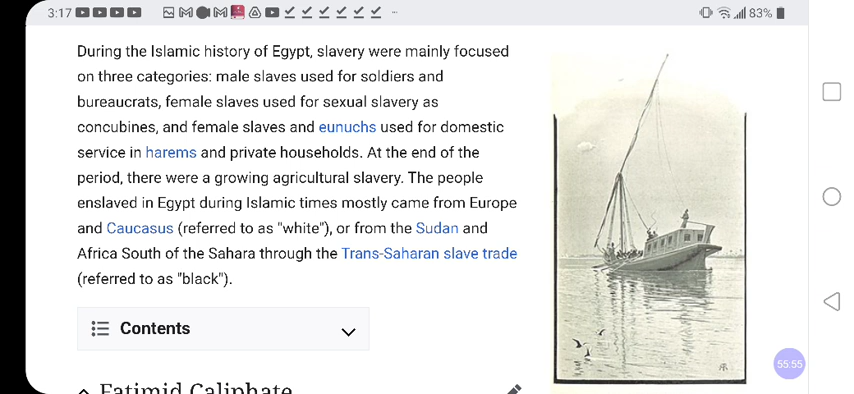 3:17
83%
During the Islamic history of Egypt, slavery were mainly focused
on three categories: male slaves used for soldiers and
bureaucrats, female slaves used for sexual slavery as
concubines, and female slaves and eunuchs used for domestic
service in harems and private households. At the end of the
period, there were a growing agricultural slavery. The people
enslaved in Egypt during Islamic times mostly came from Europe
and Caucasus (referred to as "white"), or from the Sudan and
Africa South of the Sahara through the Trans-Saharan slave trade
(referred to as "black").
Contents
Fatimid Caliphate
55:55